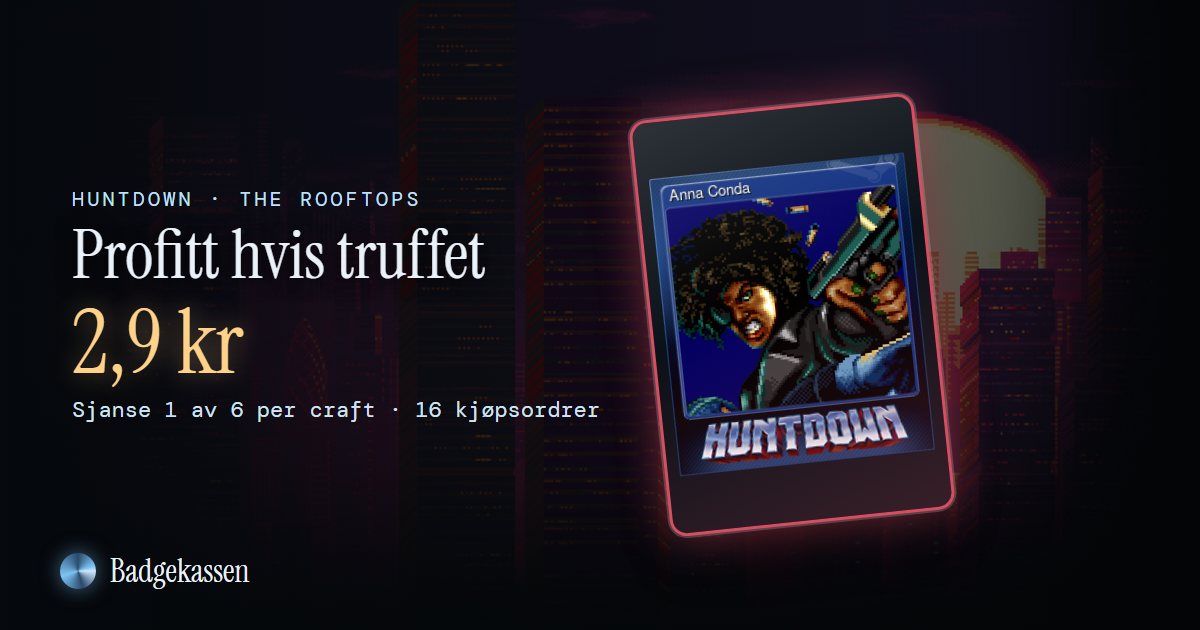 HUNTDOWN · THE ROOFTOPS
Profitt hvis truffet
2,9 kr
Sjanse 1 av 6 per craft · 16 kjøpsordrer
Anna Conda
HUNTDOWN
Badgekassen